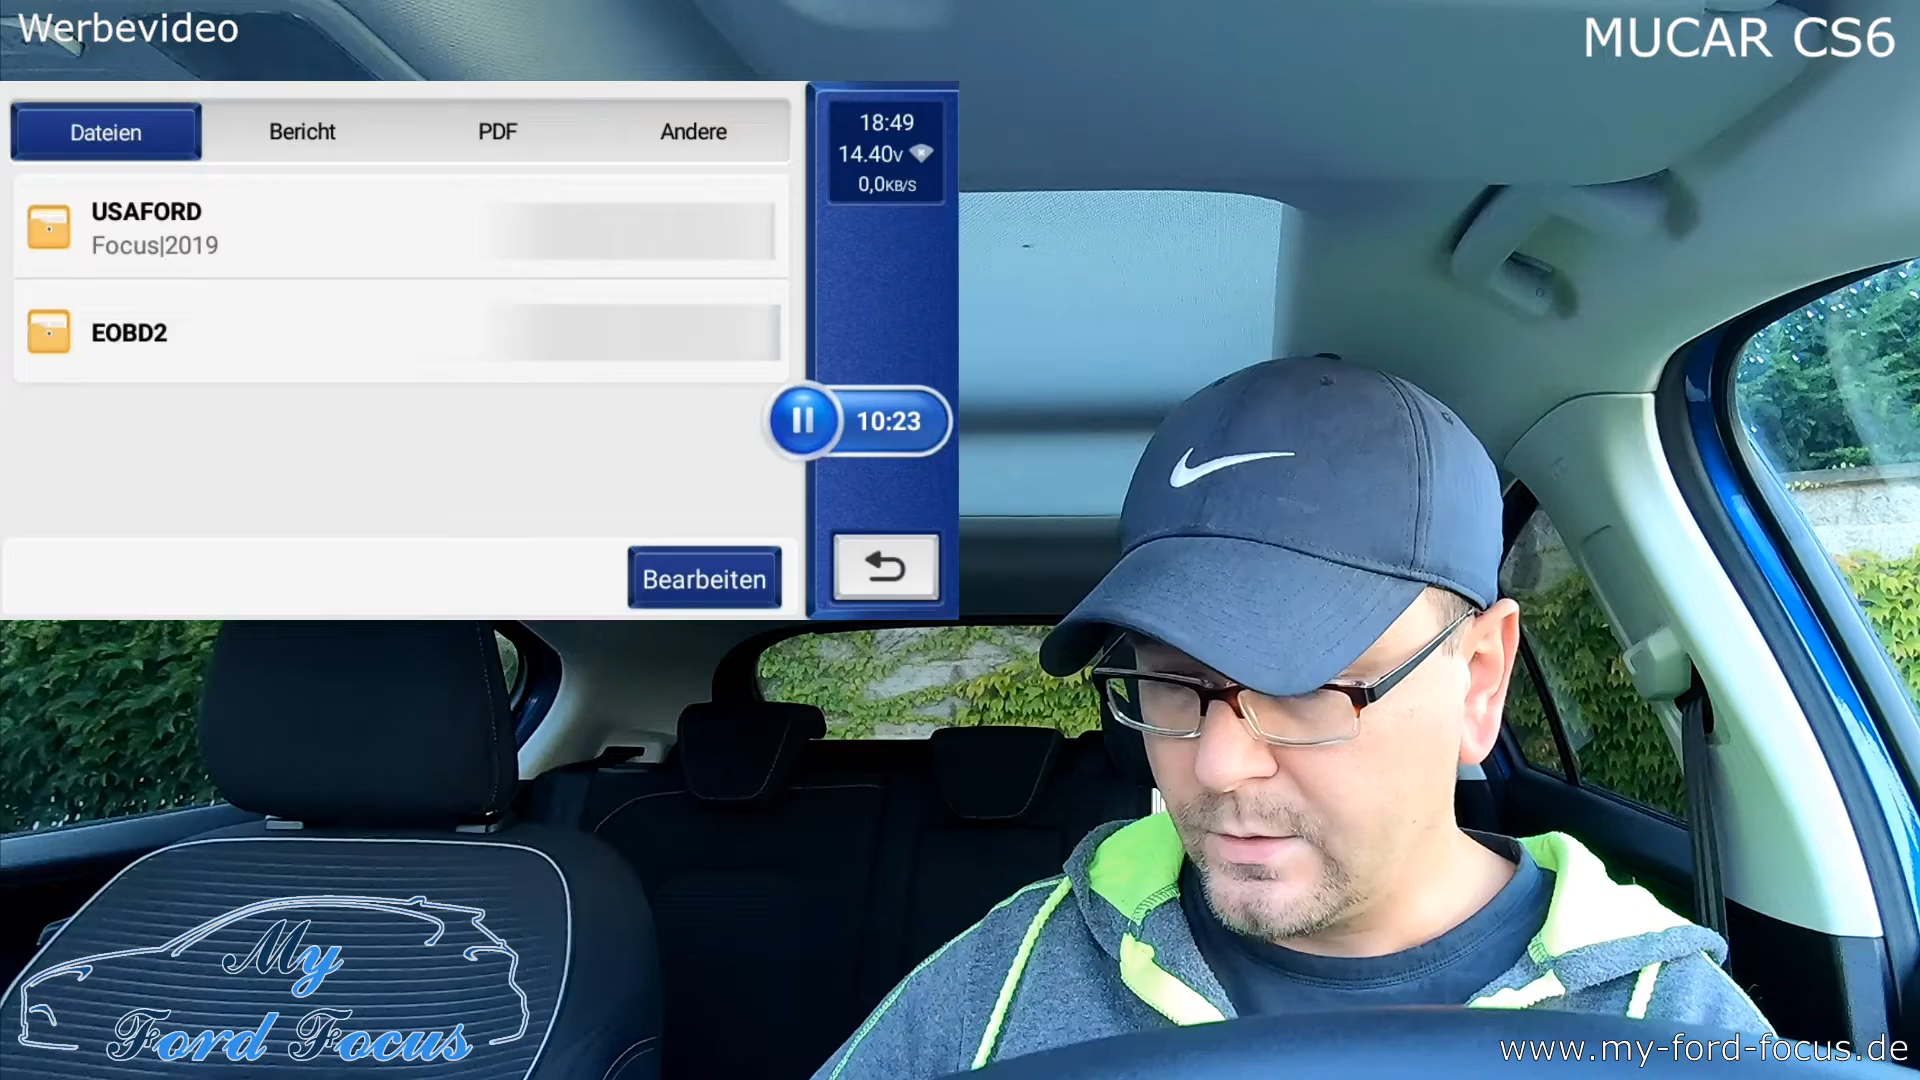 Werbevideo
MUCAR CS6
Dateien
Bericht
PDF
Andere
18:49
14.40V
0,0KB/S
USAFORD
Focus|2019
EOBD2
10:23
Bearbeiten
My
Ford Focus
www.my-ford-focus.de